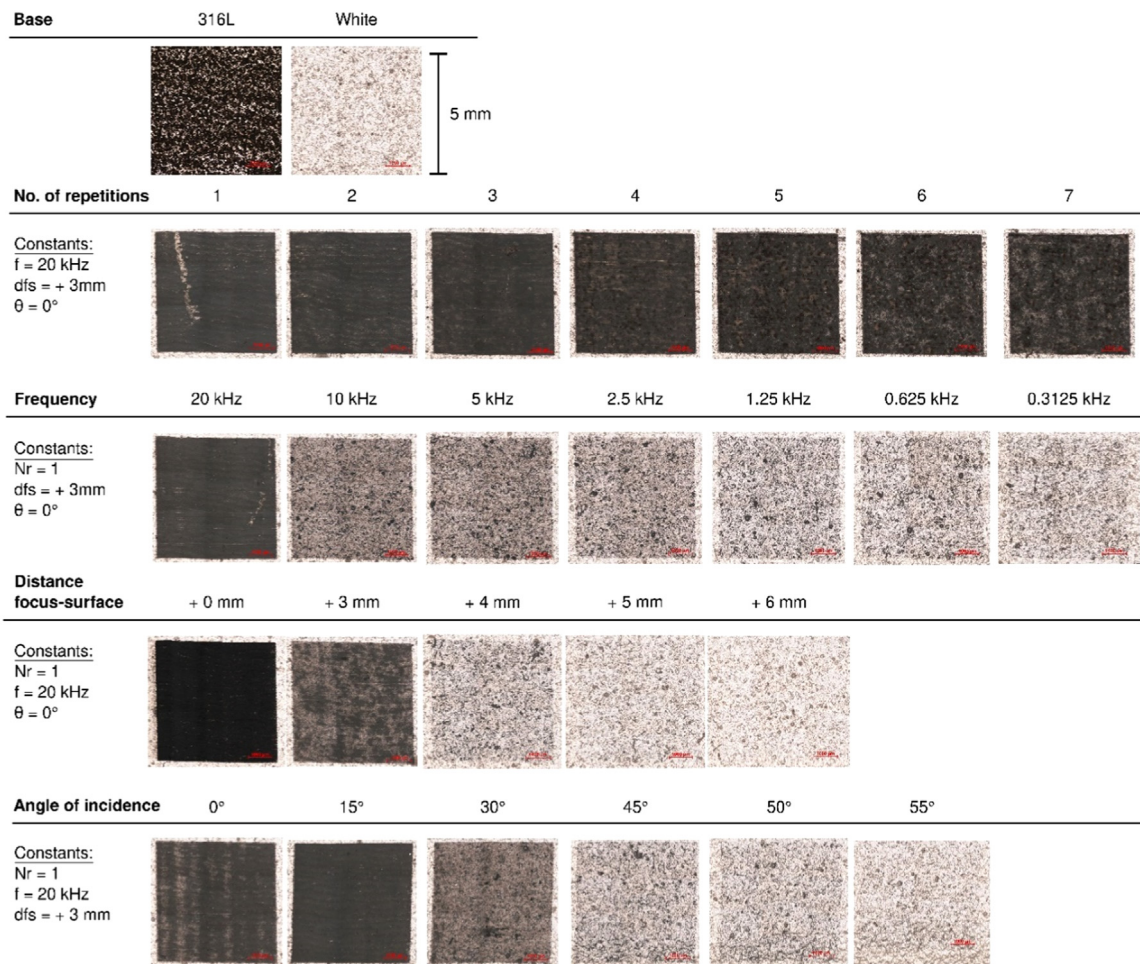 Base 316L White
5 mm
No. of repetitions 1 2 3 4 5 6 7
Constants:
f = 20 kHz
dfs = + 3mm
θ = 0°
Frequency 20 kHz 10 kHz 5 kHz 2.5 kHz 1.25 kHz 0.625 kHz 0.3125 kHz
Constants:
Nr = 1
dfs = + 3mm
θ = 0°
Distance
focus-surface + 0 mm + 3 mm + 4 mm + 5 mm + 6 mm
Constants:
Nr = 1
f = 20 kHz
θ = 0°
Angle of incidence 0° 15° 30° 45° 50° 55°
Constants:
Nr = 1
f = 20 kHz
dfs = + 3 mm